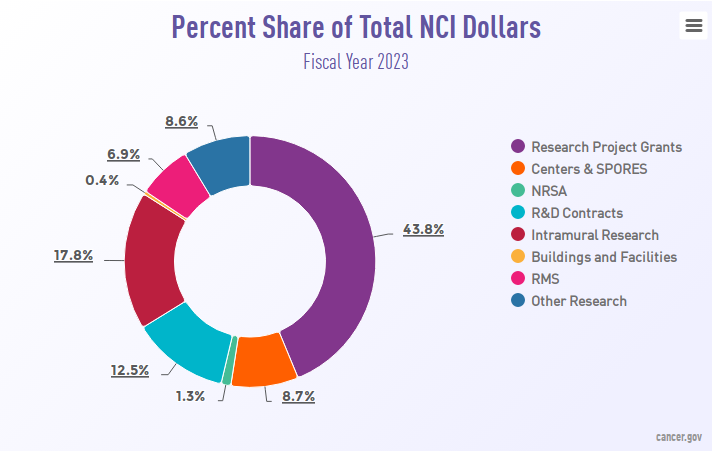 Percent Share of Total NCI Dollars
Fiscal Year 2023
8.6%
6.9%
0.4%
17.8%
12.5%
1.3%
8.7%
43.8%
Research Project Grants
Centers & SPORES
NRSA
R&D Contracts
Intramural Research
Buildings and Facilities
RMS
Other Research
cancer.gov